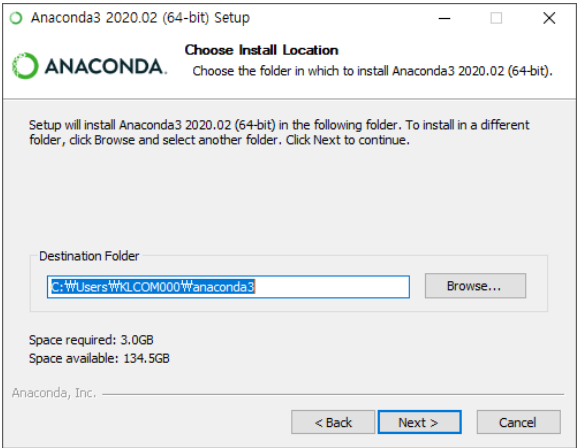 Anaconda3 2020.02 (64-bit) Setup
Choose Install Location
ANACONDA.
Choose the folder in which to install Anaconda3 2020.02 (64-bit).
Setup will install Anaconda3 2020.02 (64-bit) in the following folder. To install in a different
folder, click Browse and select another folder. Click Next to continue.
Destination Folder
C:₩Users₩KLCOM000₩anaconda3
Browse...
Space required: 3.0GB
Space available: 134.5GB
Anaconda, Inc.
< Back
Next >
Cancel